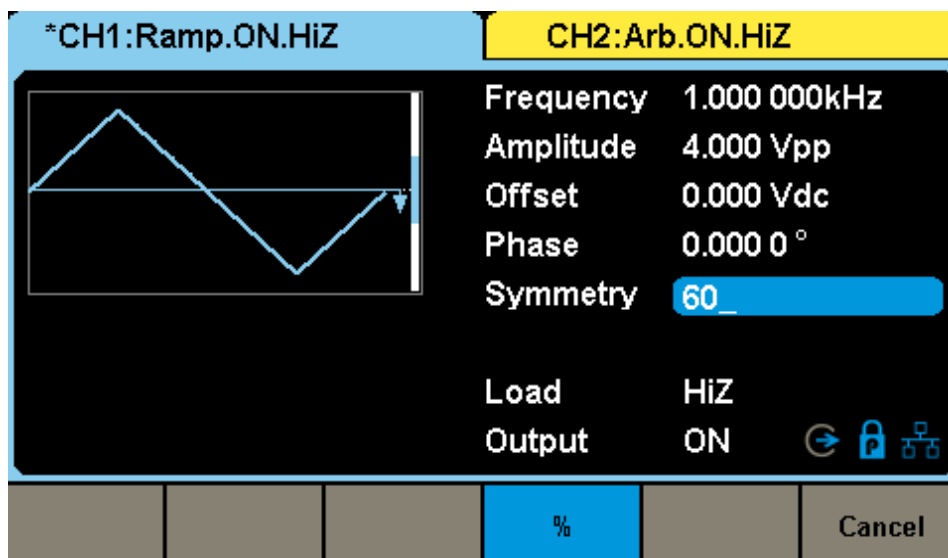 *CH1:Ramp.ON.HiZ
CH2:Arb.ON.HiZ
Frequency 1.000 000kHz
Amplitude 4.000 Vpp
Offset 0.000 Vdc
Phase 0.000 0 °
Symmetry 60_
Load HiZ
Output ON P
% Cancel